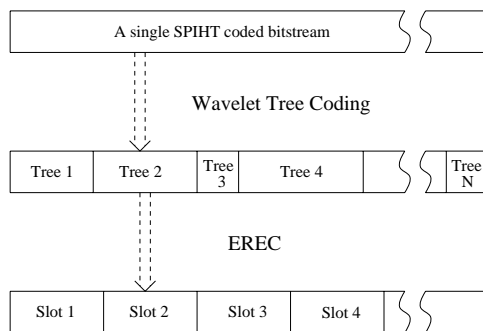 A single SPIHT coded bitstream
Wavelet Tree Coding
Tree 1 Tree 2 Tree 3 Tree 4 Tree N
EREC
Slot 1 Slot 2 Slot 3 Slot 4